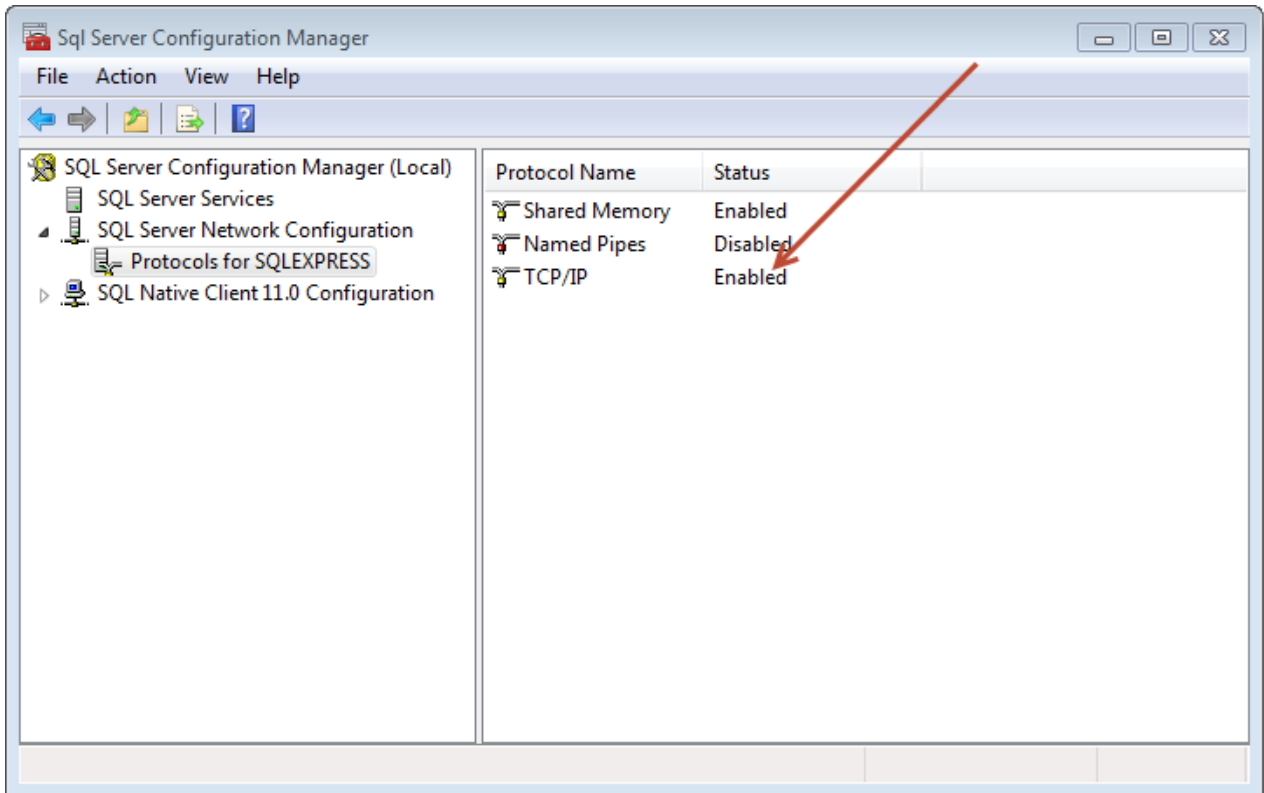 Sql Server Configuration Manager
File Action View Help
SQL Server Configuration Manager (Local)
SQL Server Services
SQL Server Network Configuration
Protocols for SQLEXPRESS
SQL Native Client 11.0 Configuration
Protocol Name Status
Shared Memory Enabled
Named Pipes Disabled
TCP/IP Enabled